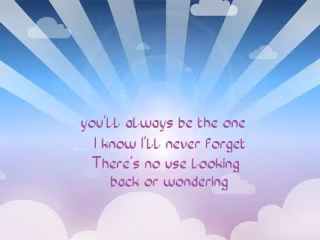 you'll always be the one
I know I'll never forget
There's no use looking
back or wondering